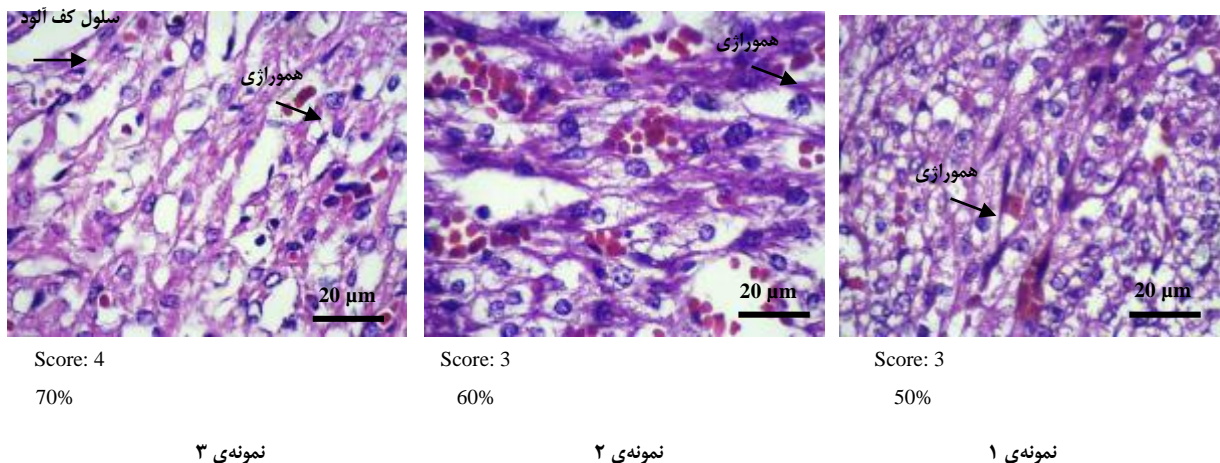 سلول کف آلود
هموراژی
20 µm
هموراژی
20 µm
هموراژی
20 µm
Score: 4
70%
Score: 3
60%
Score: 3
50%
نمونه‌ی ۳
نمونه‌ی ۲
نمونه‌ی ۱